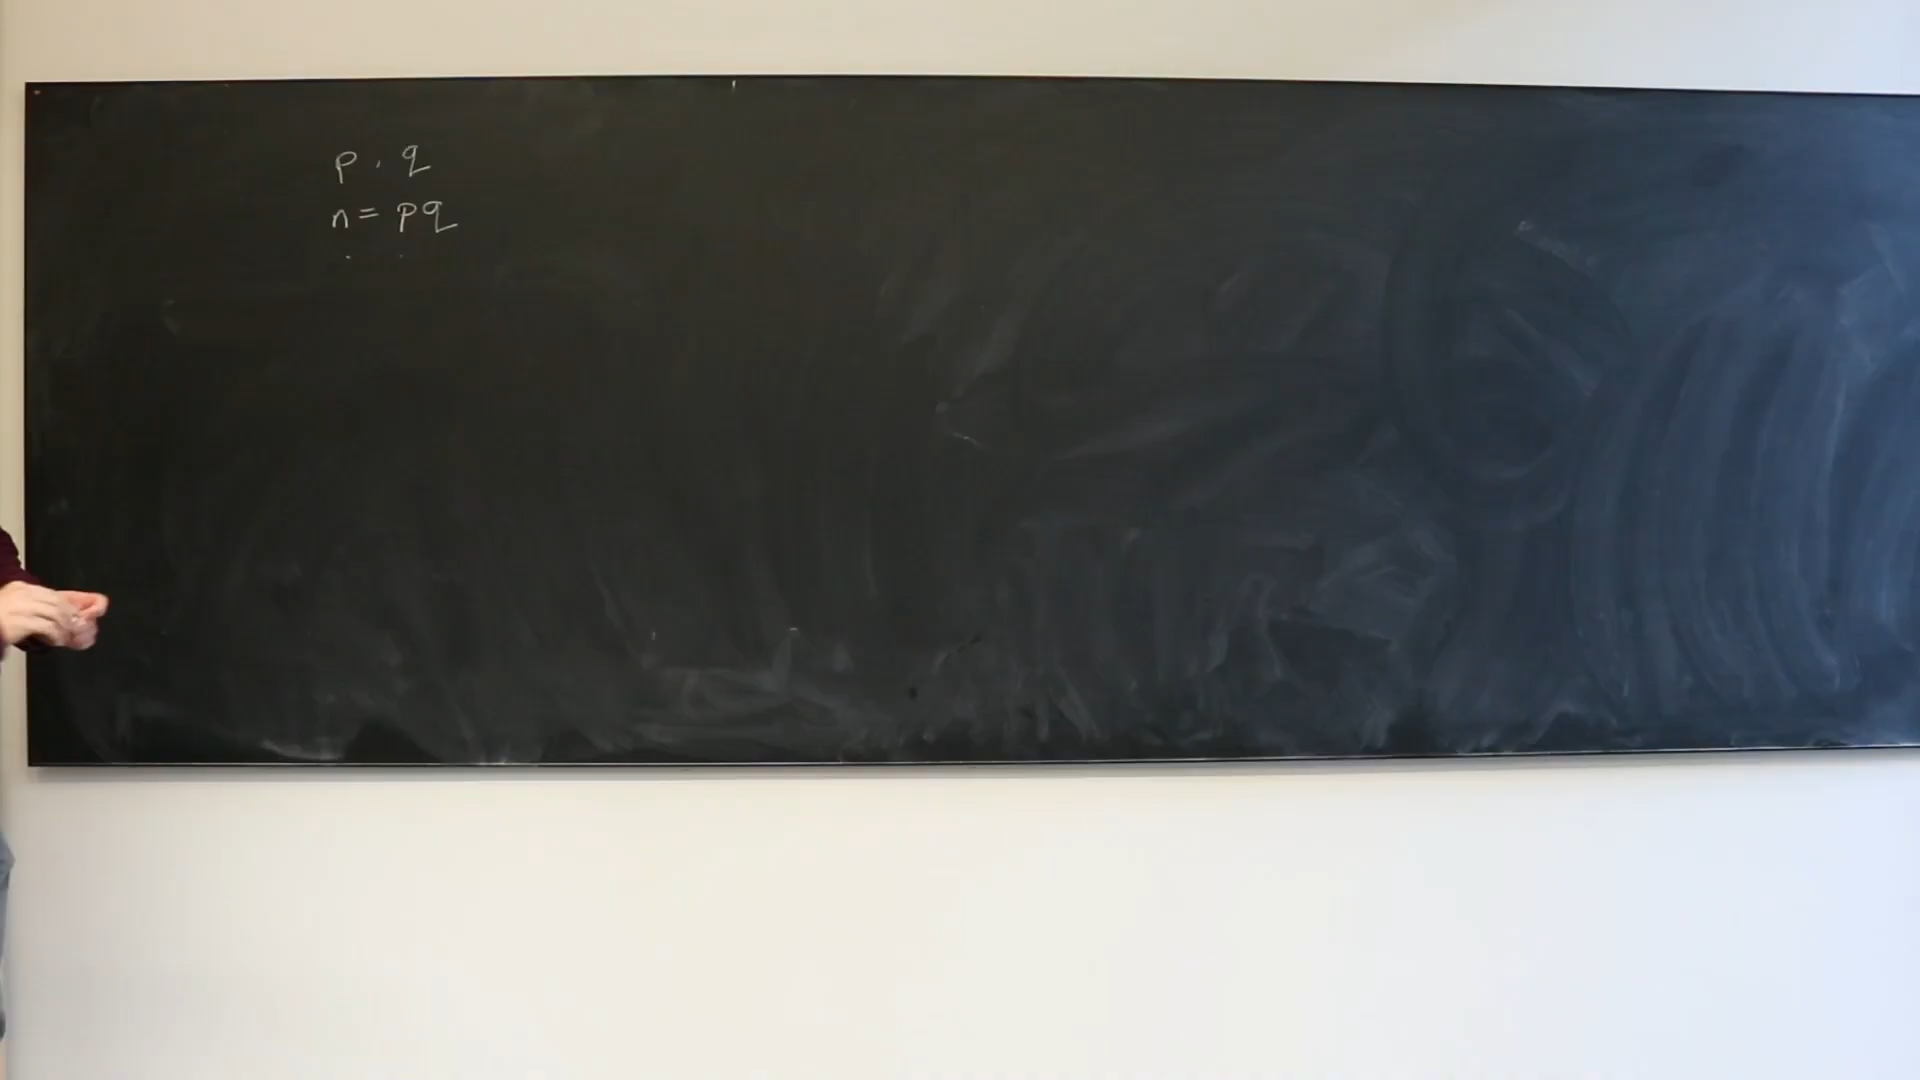 p, q
n = pq